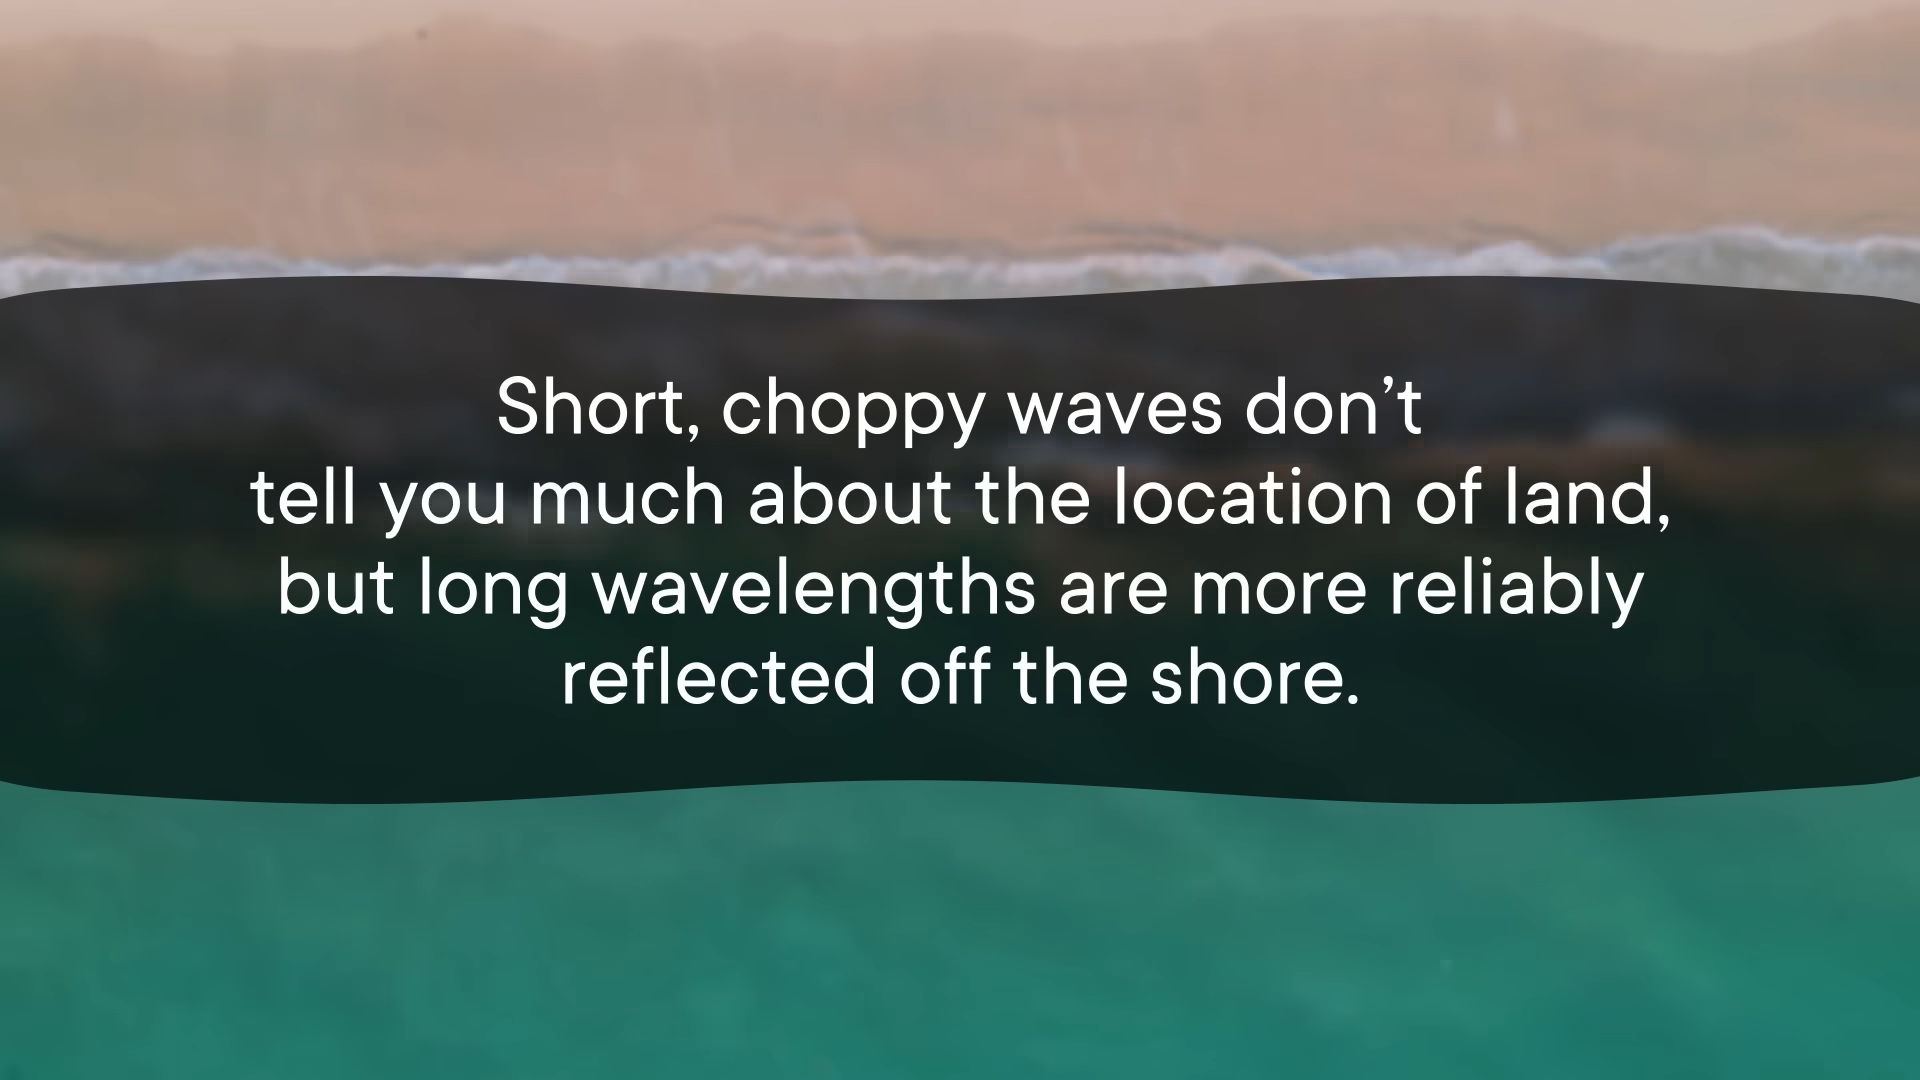 Short, choppy waves don’t
tell you much about the location of land,
but long wavelengths are more reliably
reflected off the shore.